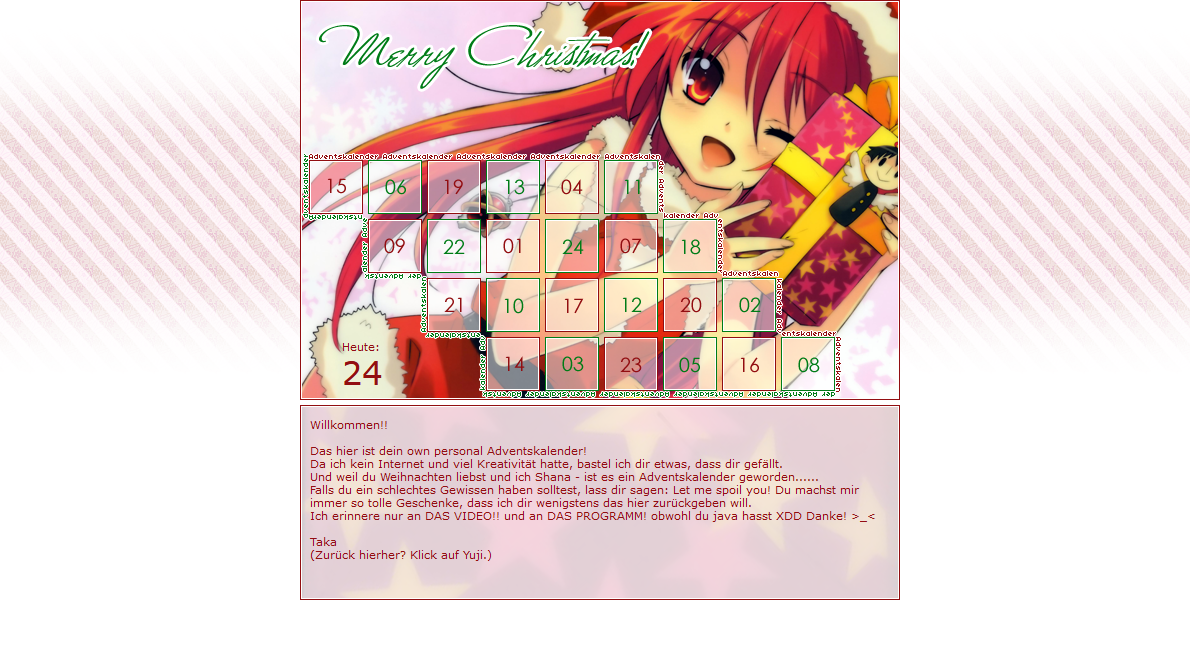 Merry Christmas!
Adventskalender Adventskalender Adventskalender Adventskalender Adventskalen
15 06 19 13 04 11
09 22 01 24 07 18
21 10 17 12 20 02
14 03 23 05 16 08
Heute:
24
Willkommen!!
Das hier ist dein own personal Adventskalender!
Da ich kein Internet und viel Kreativität hatte, bastel ich dir etwas, dass dir gefällt.
Und weil du Weihnachten liebst und ich Shana - ist es ein Adventskalender geworden......
Falls du ein schlechtes Gewissen haben solltest, lass dir sagen: Let me spoil you! Du machst mir
immer so tolle Geschenke, dass ich dir wenigstens das hier zurückgeben will.
Ich erinnere nur an DAS VIDEO!! und an DAS PROGRAMM! obwohl du java hasst XDD Danke! >_<
Taka
(Zurück hierher? Klick auf Yuji.)